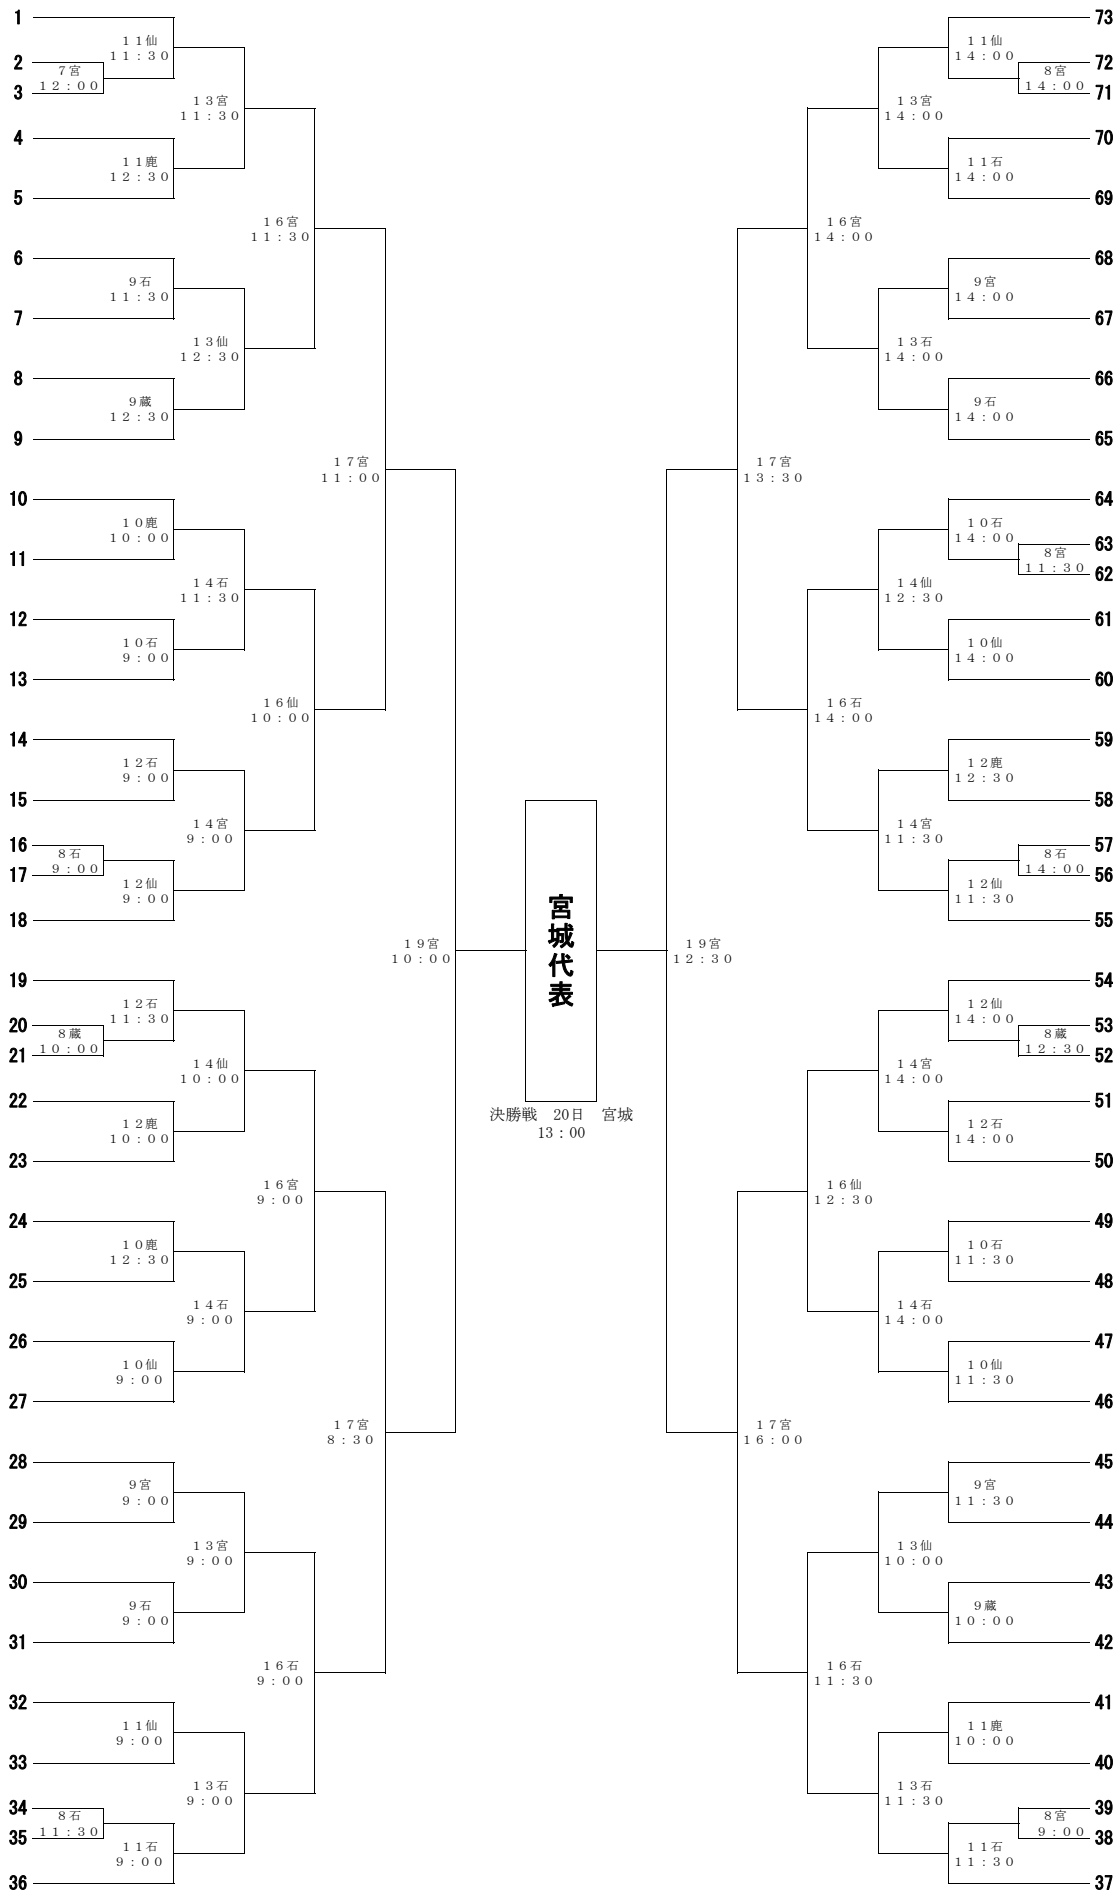 1
11仙
11:30
2
7宮
12:00
3
13宮
11:30
4
11鹿
12:30
5
16宮
11:30
6
9石
11:30
7
13仙
12:30
8
9蔵
12:30
9
17宮
11:00
10
10鹿
10:00
11
14石
11:30
12
10石
9:00
13
16仙
10:00
14
12石
9:00
15
14宮
9:00
16
8石
9:00
17
12仙
9:00
18
19宮
10:00
19
12石
11:30
20
8蔵
10:00
21
14仙
10:00
22
12鹿
10:00
23
16宮
9:00
24
10鹿
12:30
25
14石
9:00
26
10仙
9:00
27
17宮
8:30
28
9宮
9:00
29
13宮
9:00
30
9石
9:00
31
16石
9:00
32
11仙
9:00
33
13石
9:00
34
8石
11:30
35
11石
9:00
36
宮城代表
決勝戦 20日 宮城
13:00
73
11仙
14:00
72
8宮
14:00
71
13宮
14:00
70
11石
14:00
69
16宮
14:00
68
9宮
14:00
67
13石
14:00
66
9石
14:00
65
17宮
13:30
64
10石
14:00
63
8宮
11:30
62
14仙
12:30
61
10仙
14:00
60
16石
14:00
59
12鹿
12:30
58
14宮
11:30
57
8石
14:00
56
12仙
11:30
55
19宮
12:30
54
12仙
14:00
53
8蔵
12:30
52
14宮
14:00
51
12石
14:00
50
16仙
12:30
49
10石
11:30
48
14石
14:00
47
10仙
11:30
46
17宮
16:00
45
9宮
11:30
44
13仙
10:00
43
9蔵
10:00
42
16石
11:30
41
11鹿
10:00
40
13石
11:30
39
8宮
9:00
38
11石
11:30
37